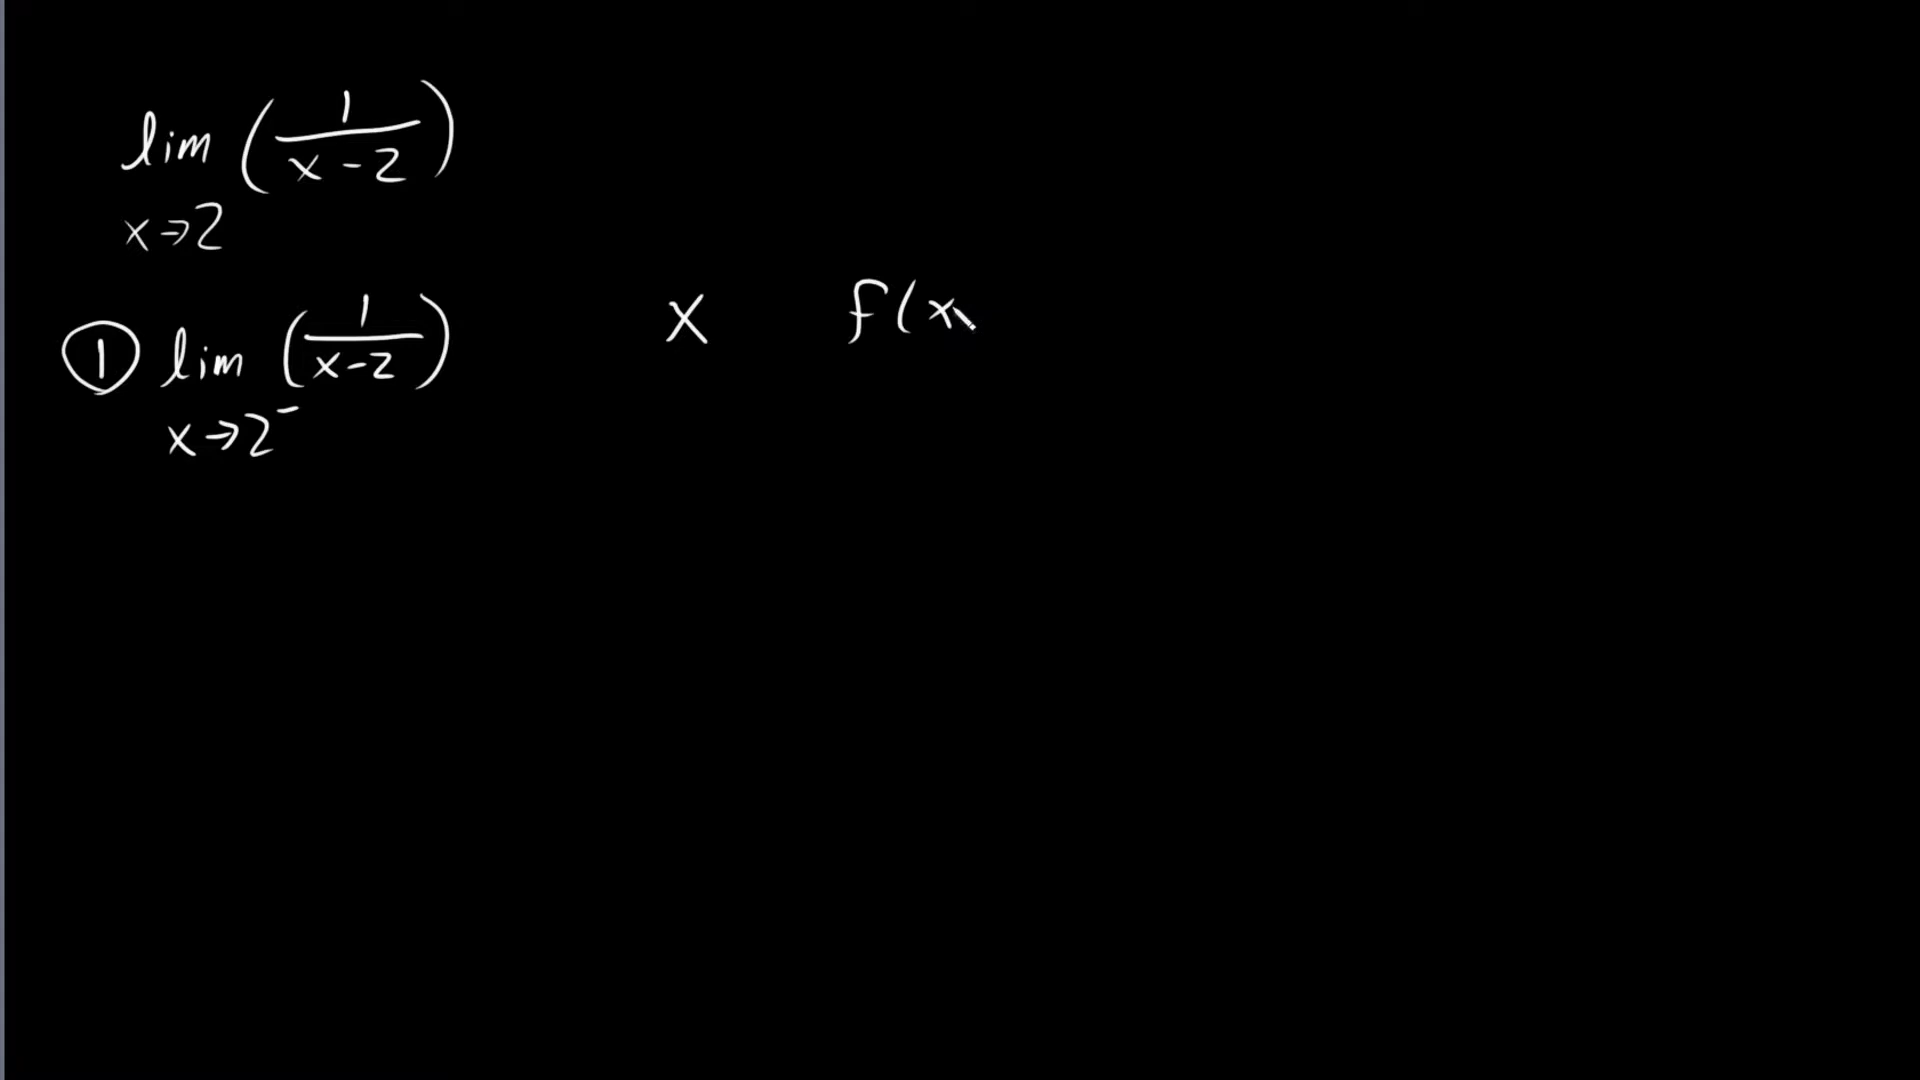 lim (1/(x-2))
x→2
① lim (1/(x-2))
x→2⁻
x f(x